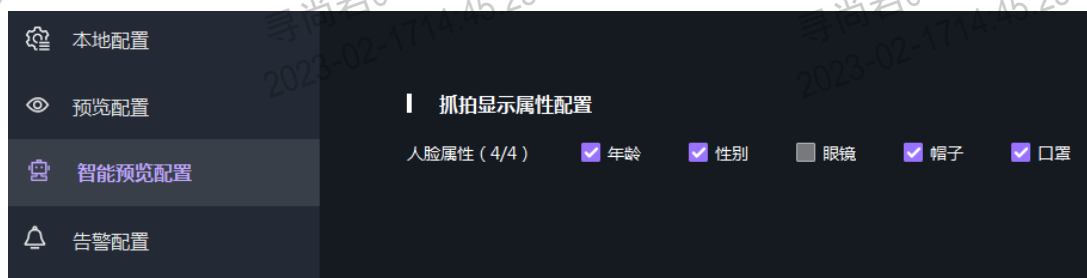 本地配置
预览配置
抓拍显示属性配置
人脸属性（4/4） 年龄 性别 眼镜 帽子 口罩
智能预览配置
告警配置